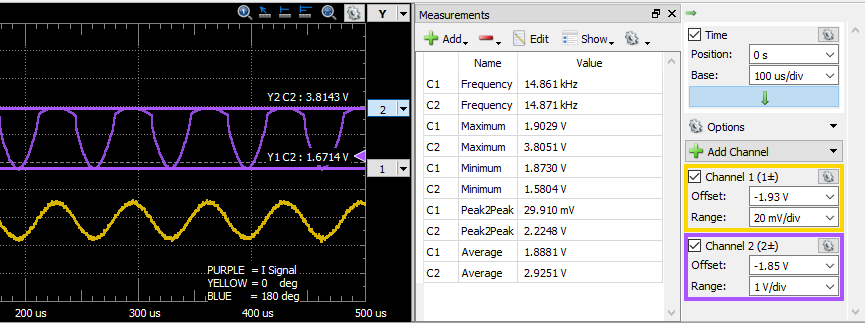 Y
Measurements
Add
Edit
Show
Name Value
C1 Frequency 14.861 kHz
C2 Frequency 14.871 kHz
C1 Maximum 1.9029 V
C2 Maximum 3.8051 V
C1 Minimum 1.8730 V
C2 Minimum 1.5804 V
C1 Peak2Peak 29.910 mV
C2 Peak2Peak 2.2248 V
C1 Average 1.8881 V
C2 Average 2.9251 V
Y2 C2 : 3.8143 V
2
Y1 C2 : 1.6714 V
1
PURPLE = I Signal
YELLOW = 0 deg
BLUE = 180 deg
200 us 300 us 400 us 500 us
Time
Position: 0 s
Base: 100 us/div
Options
Add Channel
Channel 1 (1±)
Offset: -1.93 V
Range: 20 mV/div
Channel 2 (2±)
Offset: -1.85 V
Range: 1 V/div